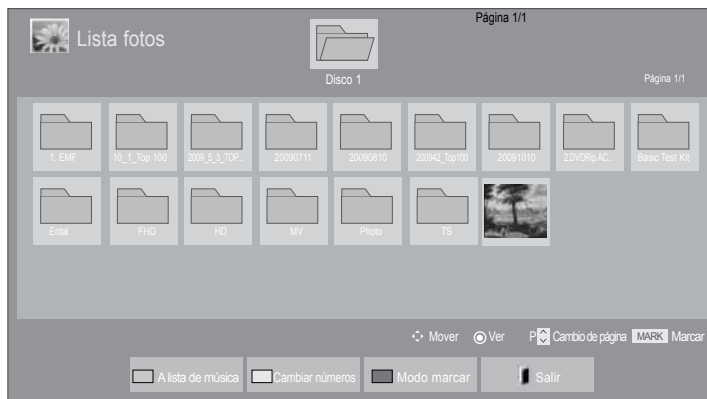 Página 1/1
Lista fotos
Disco 1
Página 1/1
1. EMF
10_1_Top 100
2009_5_3_TOP...
20090711
20090810
200942_Top100
20091010
2.DVDRip.AC...
Basic Test Kit
Ental
FHD
HD
MV
Photo
TS
Mover Ver P Cambio de página MARK Marcar
A lista de música Cambiar números Modo marcar Salir